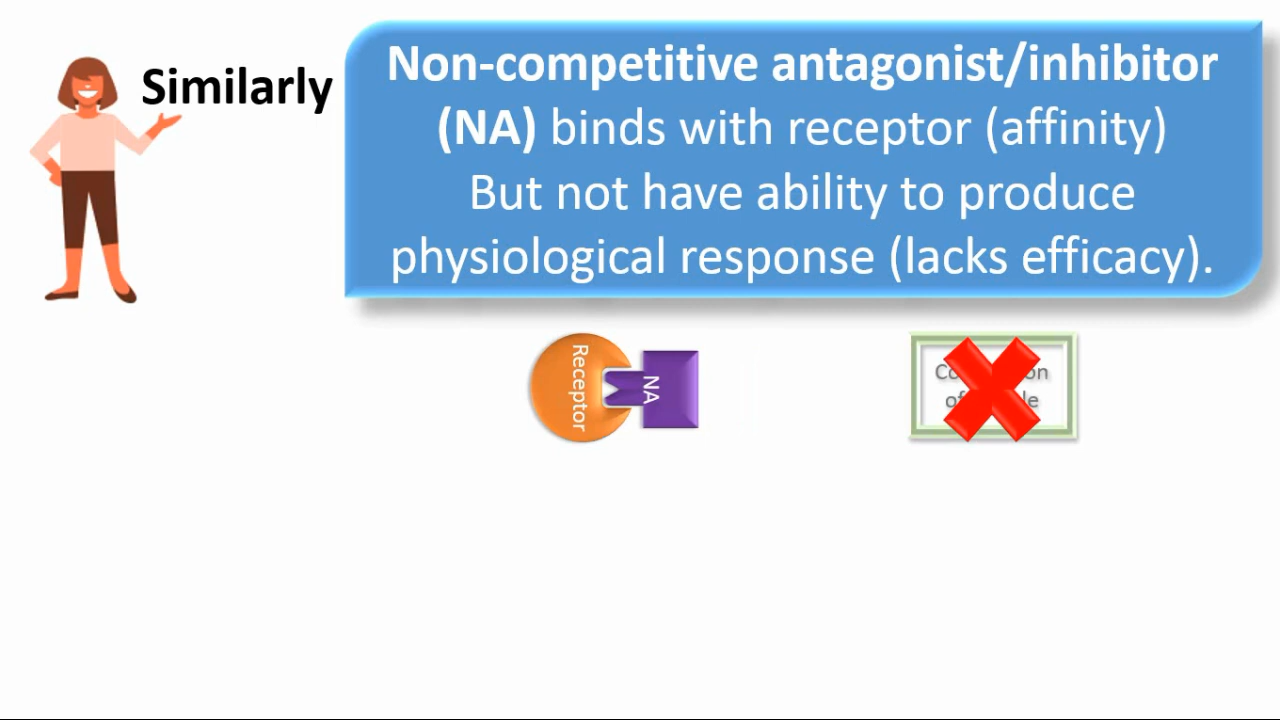 Similarly
Non-competitive antagonist/inhibitor
(NA) binds with receptor (affinity)
But not have ability to produce
physiological response (lacks efficacy).
Receptor
NA